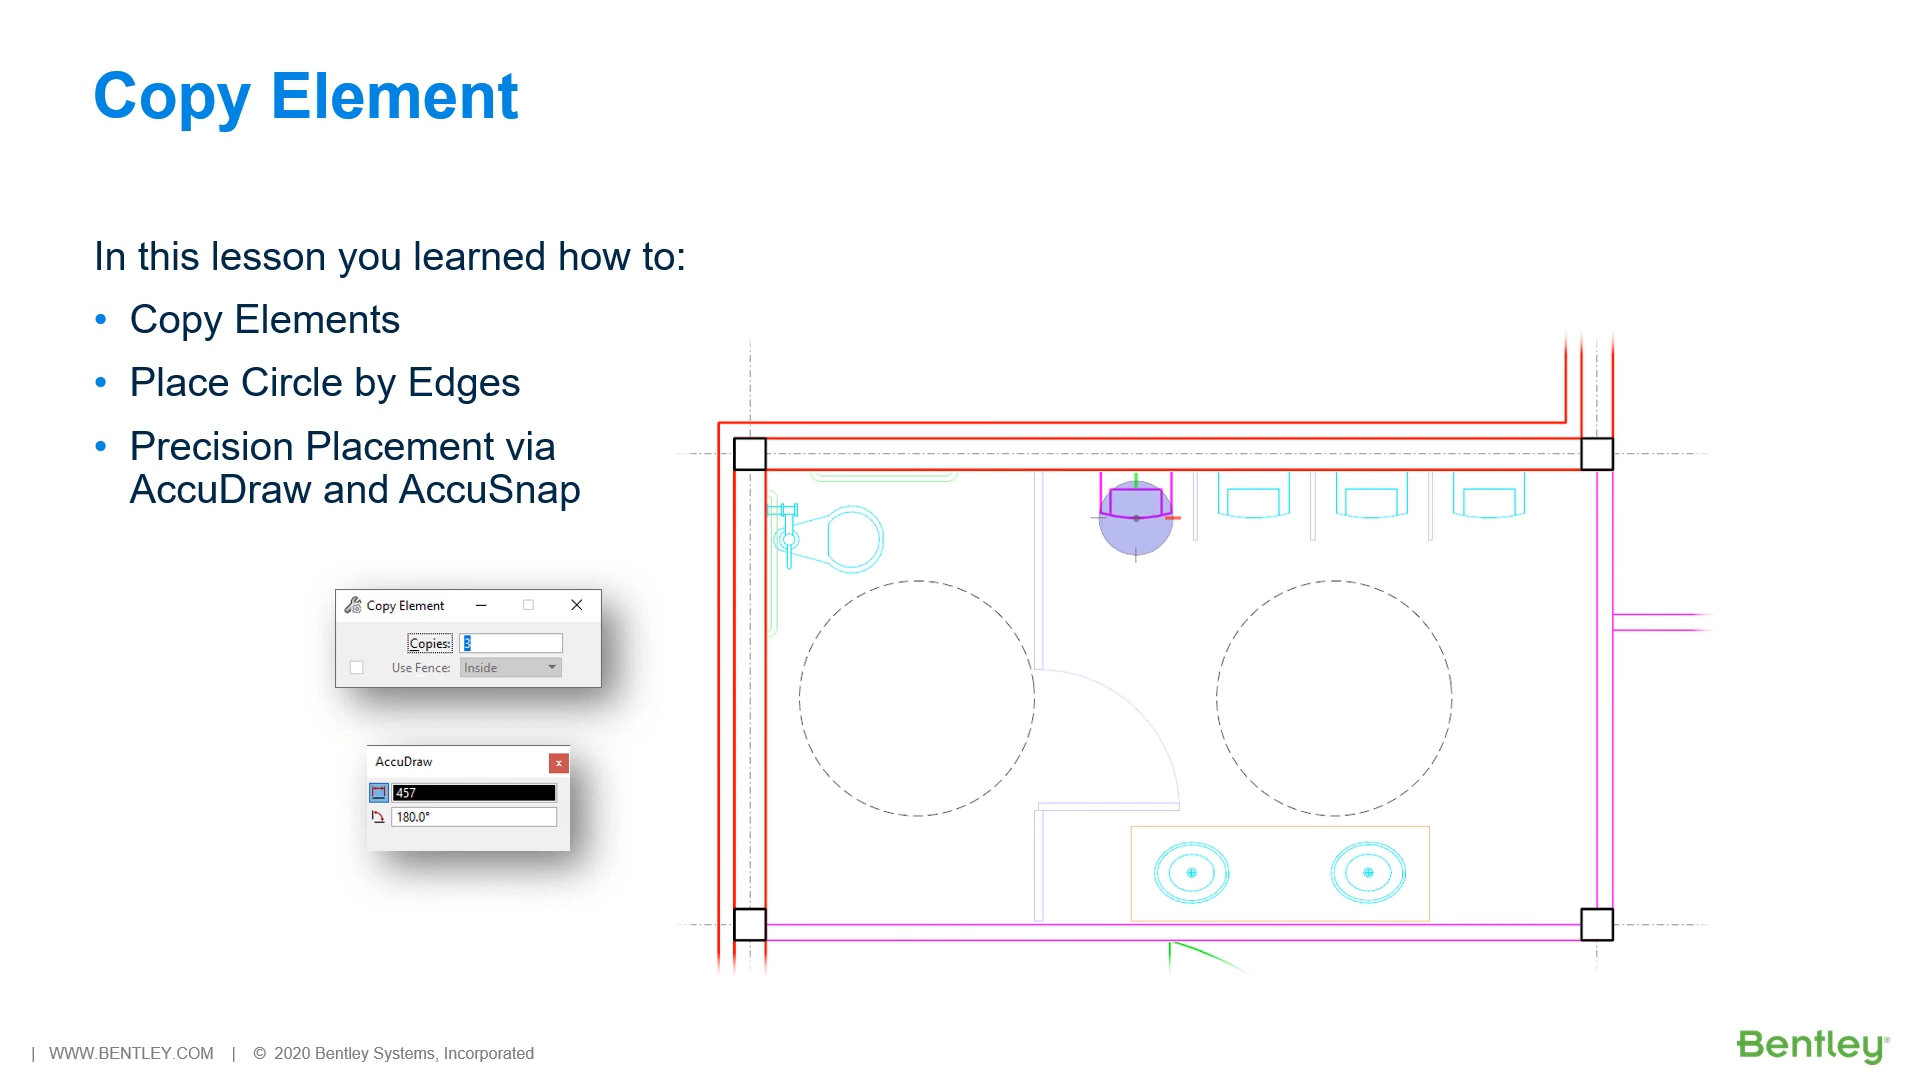 Copy Element
In this lesson you learned how to:
• Copy Elements
• Place Circle by Edges
• Precision Placement via
AccuDraw and AccuSnap
Copy Element
Copies: 3
Use Fence: Inside
AccuDraw
457
180.0°
| WWW.BENTLEY.COM | © 2020 Bentley Systems, Incorporated
Bentley®